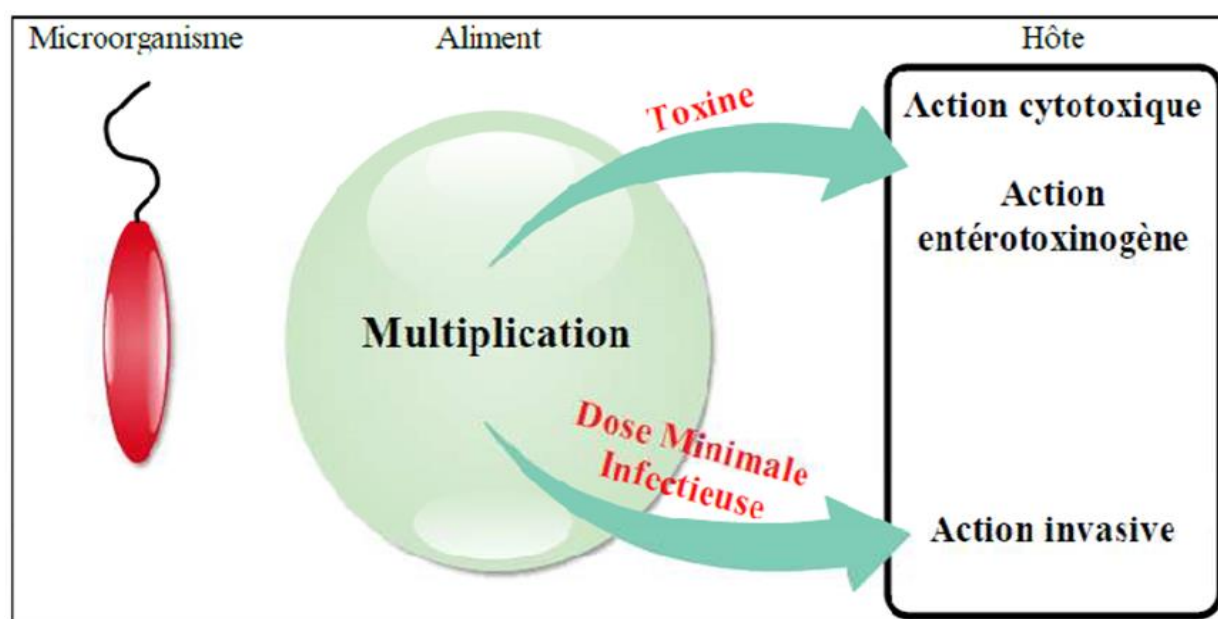 Microorganisme
Aliment
Hôte
Toxine
Action cytotoxique
Action
entérotoxinogène
Multiplication
Dose Minimale
Infectieuse
Action invasive